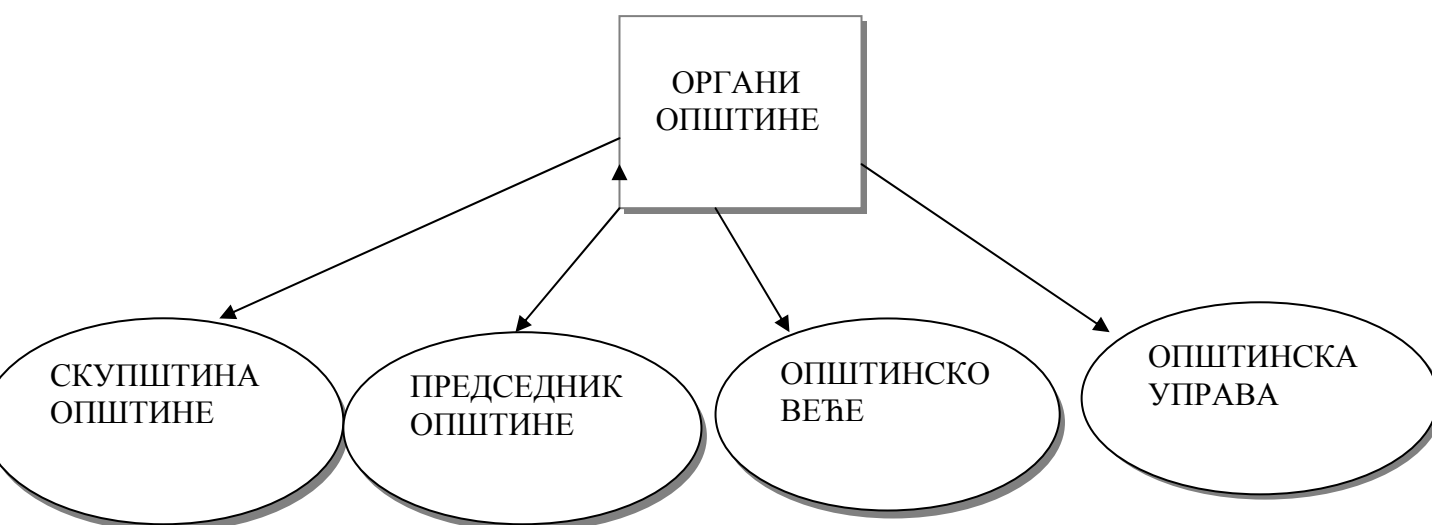 ОРГАНИ
ОПШТИНЕ
СКУПШТИНА
ОПШТИНЕ
ПРЕДСЕДНИК
ОПШТИНЕ
ОПШТИНСКО
ВЕЋЕ
ОПШТИНСКА
УПРАВА